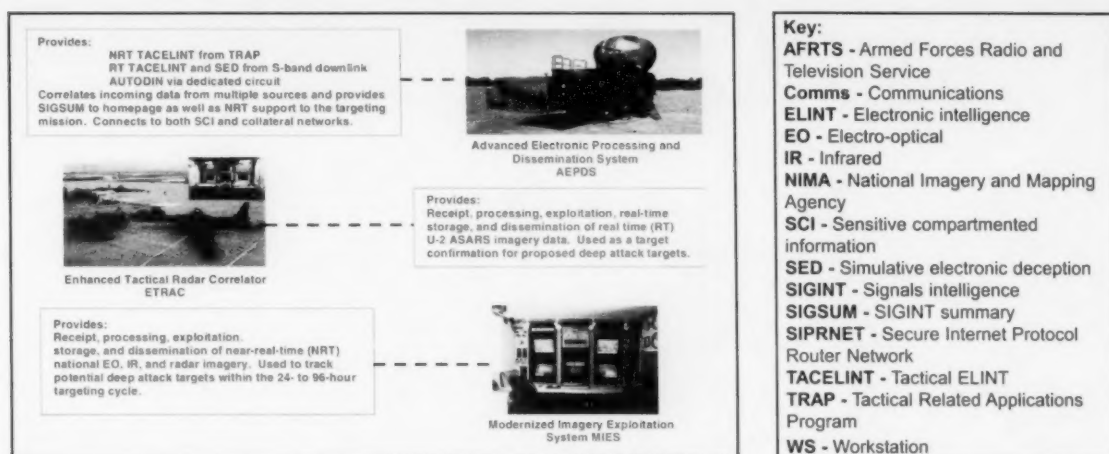 Provides:
NRT TACELINT from TRAP
RT TACELINT and SED from S-band downlink
AUTODIN via dedicated circuit
Correlates incoming data from multiple sources and provides
SIGSUM to homepage as well as NRT support to the targeting
mission. Connects to both SCI and collateral networks.
Advanced Electronic Processing and
Dissemination System
AEPDS
Enhanced Tactical Radar Correlator
ETRAC
Provides:
Receipt, processing, exploitation, real-time
storage, and dissemination of real time (RT)
U-2 ASARS imagery data. Used as a target
confirmation for proposed deep attack targets.
Provides:
Receipt, processing, exploitation.
storage, and dissemination of near-real-time (NRT)
national EO, IR, and radar imagery. Used to track
potential deep attack targets within the 24- to 96-hour
targeting cycle.
Modernized Imagery Exploitation
System MIES
Key:
AFRTS - Armed Forces Radio and
Television Service
Comms - Communications
ELINT - Electronic intelligence
EO - Electro-optical
IR - Infrared
NIMA - National Imagery and Mapping
Agency
SCI - Sensitive compartmented
information
SED - Simulative electronic deception
SIGINT - Signals intelligence
SIGSUM - SIGINT summary
SIPRNET - Secure Internet Protocol
Router Network
TACELINT - Tactical ELINT
TRAP - Tactical Related Applications
Program
WS - Workstation